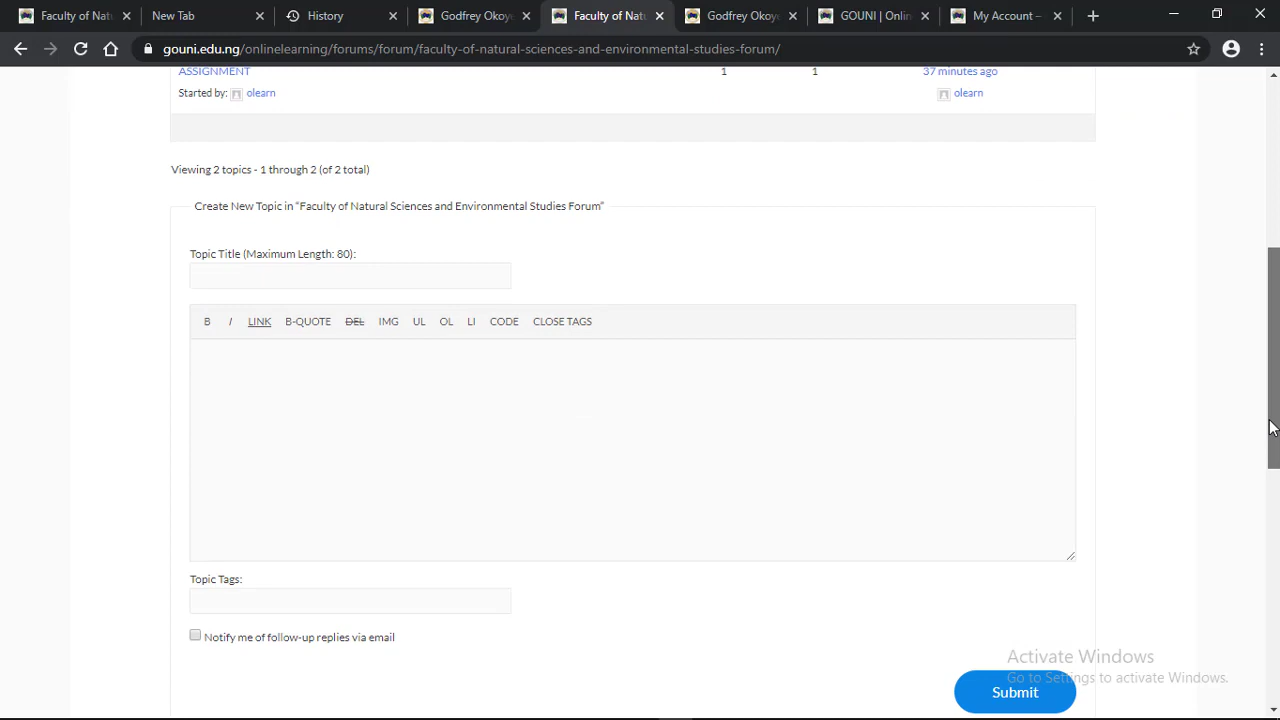 Faculty of Natu
New Tab
History
Godfrey Okoye
Faculty of Natu
Godfrey Okoye
GOUNI | Onlin
My Account –
gouni.edu.ng/onlinelearning/forums/forum/faculty-of-natural-sciences-and-environmental-studies-forum/
ASSIGNMENT 1 1 37 minutes ago
Started by: olearn olearn
Viewing 2 topics - 1 through 2 (of 2 total)
Create New Topic in “Faculty of Natural Sciences and Environmental Studies Forum”
Topic Title (Maximum Length: 80):
B I LINK B-QUOTE DEL IMG UL OL LI CODE CLOSE TAGS
Topic Tags:
Notify me of follow-up replies via email
Activate Windows
Go to Settings to activate Windows.
Submit